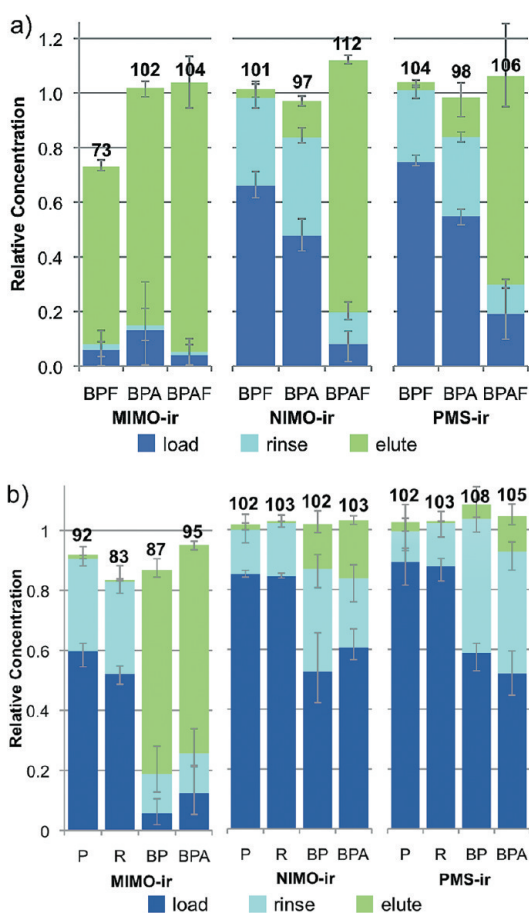 a)
Relative Concentration
1.2
1.0
0.8
0.6
0.4
0.2
0.0
73 102 104 101 97 112 104 98 106
BPF BPA BPAF BPF BPA BPAF BPF BPA BPAF
MIMO-ir NIMO-ir PMS-ir
load rinse elute
b)
Relative Concentration
1
0.8
0.6
0.4
0.2
0
92 83 87 95 102 103 102 103 102 103 108 105
P R BP BPA P R BP BPA P R BP BPA
MIMO-ir NIMO-ir PMS-ir
load rinse elute